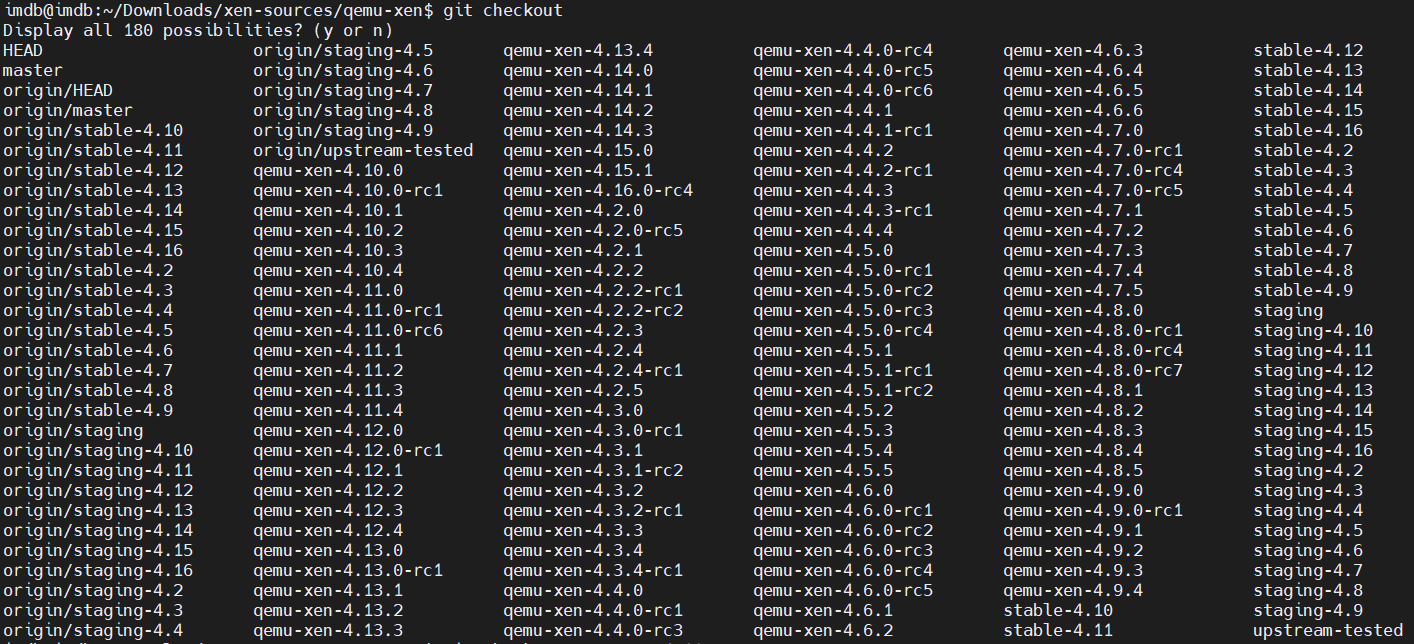 imdb@imdb:~/Downloads/xen-sources/qemu-xen$ git checkout
Display all 180 possibilities? (y or n)
HEAD origin/staging-4.5 qemu-xen-4.13.4 qemu-xen-4.4.0-rc4 qemu-xen-4.6.3 stable-4.12
master origin/staging-4.6 qemu-xen-4.14.0 qemu-xen-4.4.0-rc5 qemu-xen-4.6.4 stable-4.13
origin/HEAD origin/staging-4.7 qemu-xen-4.14.1 qemu-xen-4.4.0-rc6 qemu-xen-4.6.5 stable-4.14
origin/master origin/staging-4.8 qemu-xen-4.14.2 qemu-xen-4.4.1 qemu-xen-4.6.6 stable-4.15
origin/stable-4.10 origin/staging-4.9 qemu-xen-4.14.3 qemu-xen-4.4.1-rc1 qemu-xen-4.7.0 stable-4.16
origin/stable-4.11 origin/upstream-tested qemu-xen-4.15.0 qemu-xen-4.4.2 qemu-xen-4.7.0-rc1 stable-4.2
origin/stable-4.12 qemu-xen-4.10.0 qemu-xen-4.15.1 qemu-xen-4.4.2-rc1 qemu-xen-4.7.0-rc4 stable-4.3
origin/stable-4.13 qemu-xen-4.10.0-rc1 qemu-xen-4.16.0-rc4 qemu-xen-4.4.3 qemu-xen-4.7.0-rc5 stable-4.4
origin/stable-4.14 qemu-xen-4.10.1 qemu-xen-4.2.0 qemu-xen-4.4.3-rc1 qemu-xen-4.7.1 stable-4.5
origin/stable-4.15 qemu-xen-4.10.2 qemu-xen-4.2.0-rc5 qemu-xen-4.4.4 qemu-xen-4.7.2 stable-4.6
origin/stable-4.16 qemu-xen-4.10.3 qemu-xen-4.2.1 qemu-xen-4.5.0 qemu-xen-4.7.3 stable-4.7
origin/stable-4.2 qemu-xen-4.10.4 qemu-xen-4.2.2 qemu-xen-4.5.0-rc1 qemu-xen-4.7.4 stable-4.8
origin/stable-4.3 qemu-xen-4.11.0 qemu-xen-4.2.2-rc1 qemu-xen-4.5.0-rc2 qemu-xen-4.7.5 stable-4.9
origin/stable-4.4 qemu-xen-4.11.0-rc1 qemu-xen-4.2.2-rc2 qemu-xen-4.5.0-rc3 qemu-xen-4.8.0 staging
origin/stable-4.5 qemu-xen-4.11.0-rc6 qemu-xen-4.2.3 qemu-xen-4.5.0-rc4 qemu-xen-4.8.0-rc1 staging-4.10
origin/stable-4.6 qemu-xen-4.11.1 qemu-xen-4.2.4 qemu-xen-4.5.1 qemu-xen-4.8.0-rc4 staging-4.11
origin/stable-4.7 qemu-xen-4.11.2 qemu-xen-4.2.4-rc1 qemu-xen-4.5.1-rc1 qemu-xen-4.8.0-rc7 staging-4.12
origin/stable-4.8 qemu-xen-4.11.3 qemu-xen-4.2.5 qemu-xen-4.5.1-rc2 qemu-xen-4.8.1 staging-4.13
origin/stable-4.9 qemu-xen-4.11.4 qemu-xen-4.3.0 qemu-xen-4.5.2 qemu-xen-4.8.2 staging-4.14
origin/staging qemu-xen-4.12.0 qemu-xen-4.3.0-rc1 qemu-xen-4.5.3 qemu-xen-4.8.3 staging-4.15
origin/staging-4.10 qemu-xen-4.12.0-rc1 qemu-xen-4.3.1 qemu-xen-4.5.4 qemu-xen-4.8.4 staging-4.16
origin/staging-4.11 qemu-xen-4.12.1 qemu-xen-4.3.1-rc2 qemu-xen-4.5.5 qemu-xen-4.8.5 staging-4.2
origin/staging-4.12 qemu-xen-4.12.2 qemu-xen-4.3.2 qemu-xen-4.6.0 qemu-xen-4.9.0 staging-4.3
origin/staging-4.13 qemu-xen-4.12.3 qemu-xen-4.3.2-rc1 qemu-xen-4.6.0-rc1 qemu-xen-4.9.0-rc1 staging-4.4
origin/staging-4.14 qemu-xen-4.12.4 qemu-xen-4.3.3 qemu-xen-4.6.0-rc2 qemu-xen-4.9.1 staging-4.5
origin/staging-4.15 qemu-xen-4.13.0 qemu-xen-4.3.4 qemu-xen-4.6.0-rc3 qemu-xen-4.9.2 staging-4.6
origin/staging-4.16 qemu-xen-4.13.0-rc1 qemu-xen-4.3.4-rc1 qemu-xen-4.6.0-rc4 qemu-xen-4.9.3 staging-4.7
origin/staging-4.2 qemu-xen-4.13.1 qemu-xen-4.4.0 qemu-xen-4.6.0-rc5 qemu-xen-4.9.4 staging-4.8
origin/staging-4.3 qemu-xen-4.13.2 qemu-xen-4.4.0-rc1 qemu-xen-4.6.1 stable-4.10 staging-4.9
origin/staging-4.4 qemu-xen-4.13.3 qemu-xen-4.4.0-rc3 qemu-xen-4.6.2 stable-4.11 upstream-tested